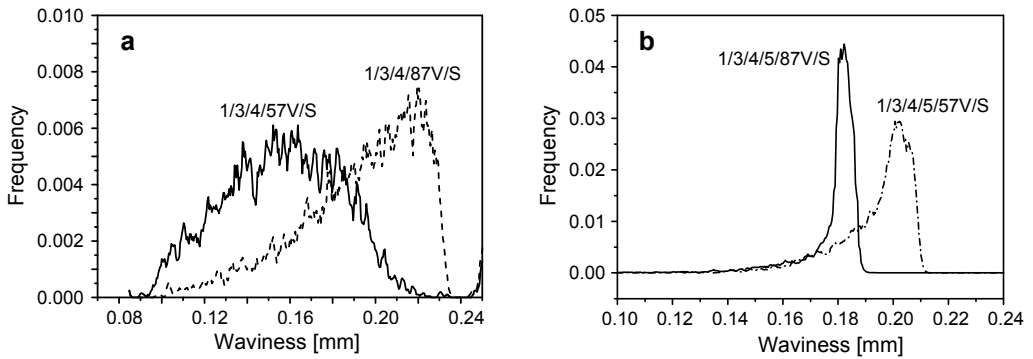 a
1/3/4/57V/S
1/3/4/87V/S
Frequency
0.010
0.008
0.006
0.004
0.002
0.000
0.08
0.12
0.16
0.20
0.24
Waviness [mm]
b
1/3/4/5/87V/S
1/3/4/5/57V/S
Frequency
0.05
0.04
0.03
0.02
0.01
0.00
0.10
0.12
0.14
0.16
0.18
0.20
0.22
0.24
Waviness [mm]